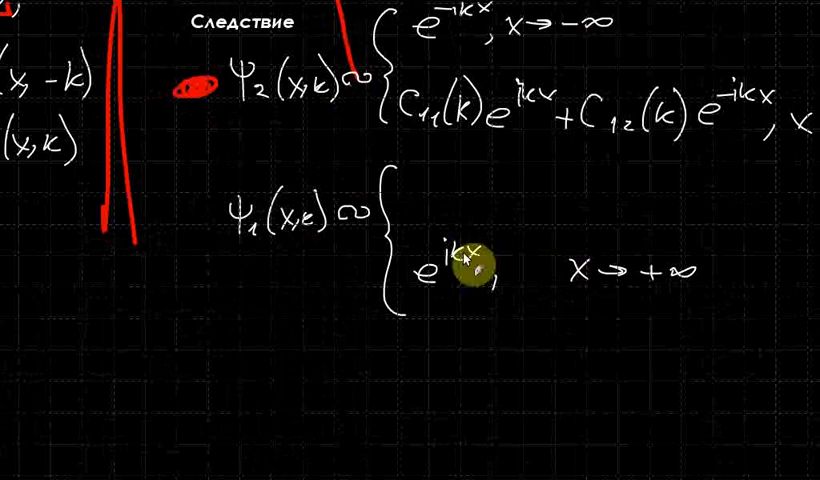 Следствие
e^{-ikx}, x → -∞
x, -k)
ψ₂(x,k) ∾ {
C₁₁(k)e^{ikx} + C₁₂(k)e^{-ikx}, x
(x,k)
ψ₁(x,k) ∾ {
e^{ikx}, x → +∞